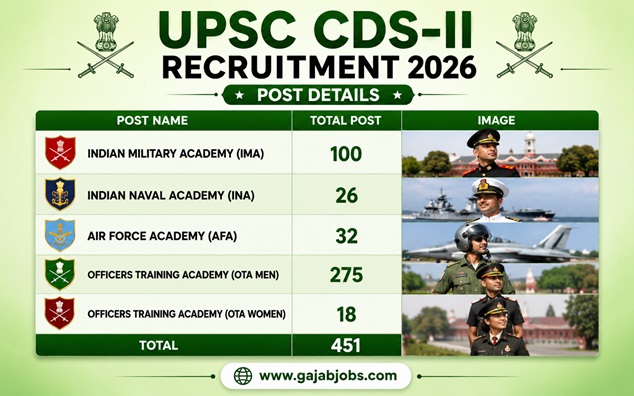 UPSC CDS-II
RECRUITMENT 2026
★ POST DETAILS ★
POST NAME TOTAL POST IMAGE
INDIAN MILITARY ACADEMY (IMA) 100
INDIAN NAVAL ACADEMY (INA) 26
AIR FORCE ACADEMY (AFA) 32
OFFICERS TRAINING ACADEMY (OTA MEN) 275
OFFICERS TRAINING ACADEMY (OTA WOMEN) 18
TOTAL 451
www.gajabjobs.com